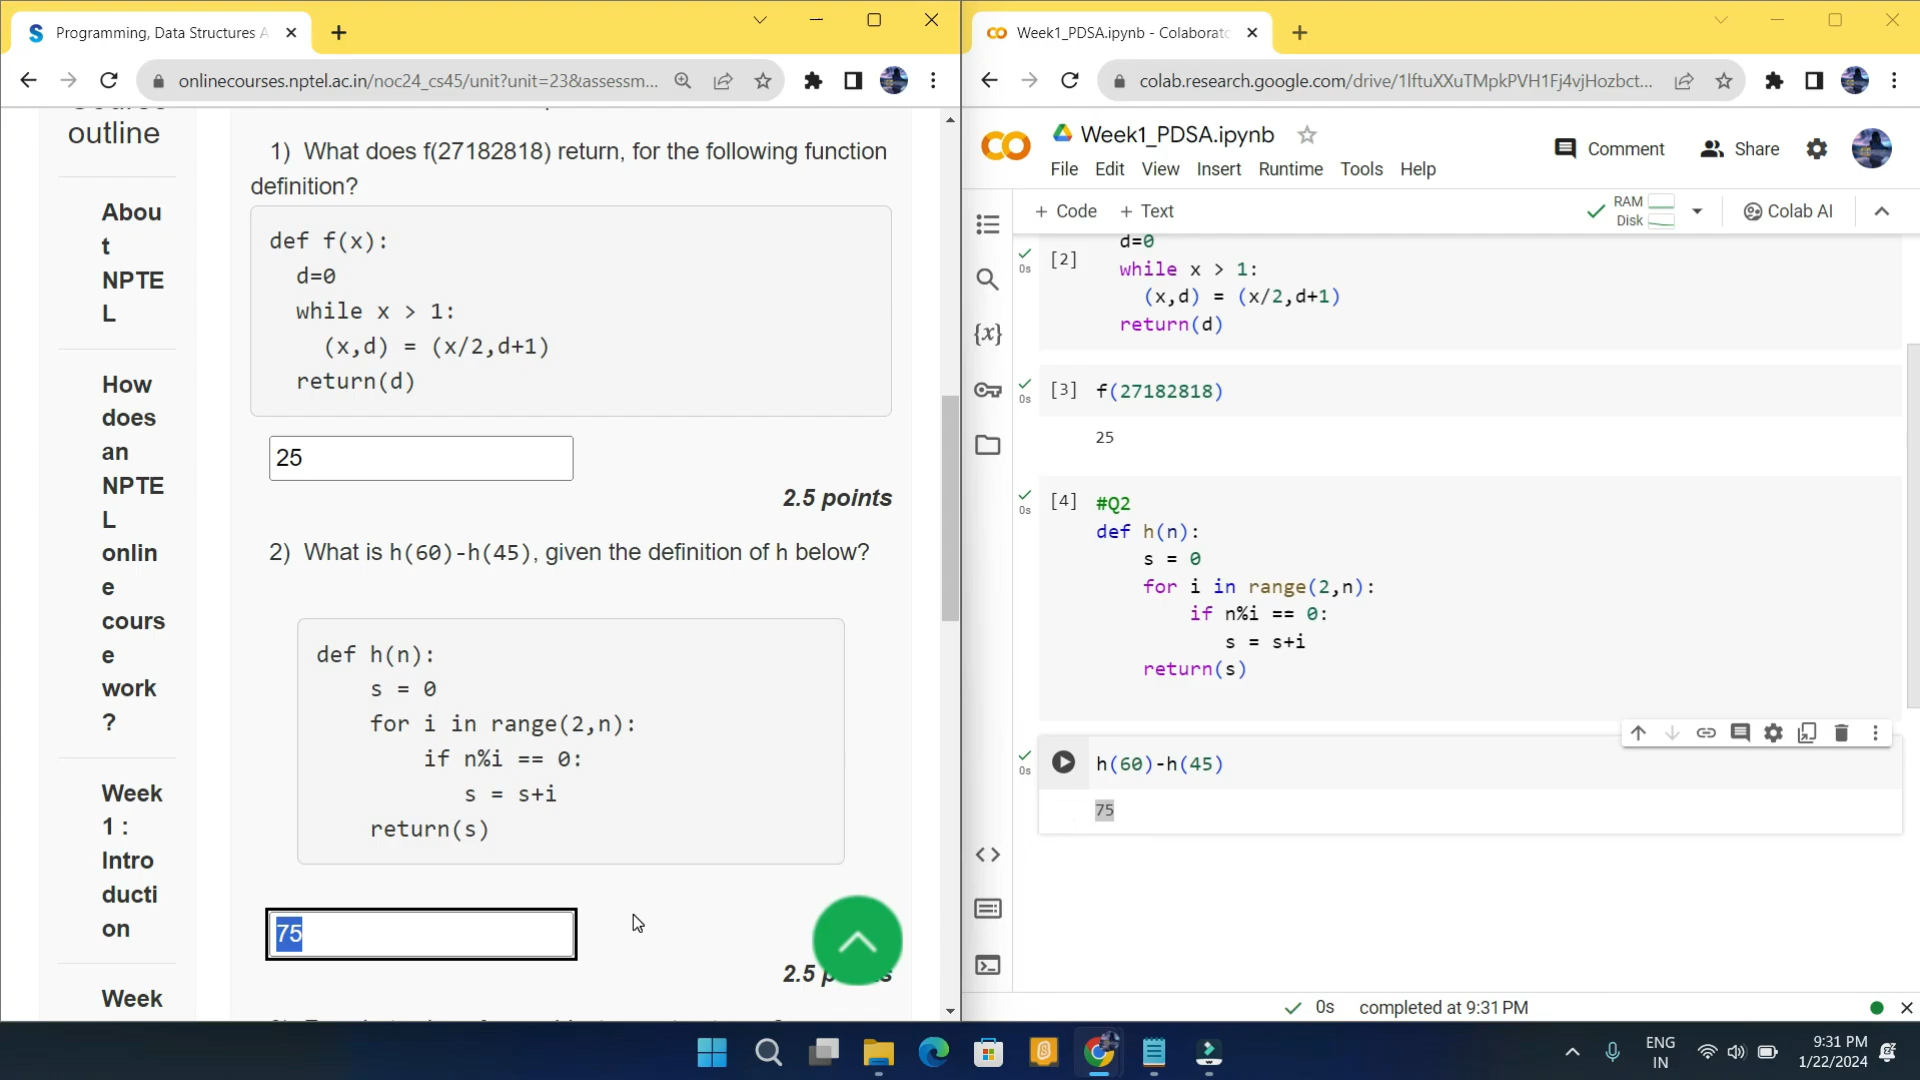 Programming, Data Structures A
onlinecourses.nptel.ac.in/noc24_cs45/unit?unit=23&assessm...
outline
Abou
t
NPTE
L
How
does
an
NPTE
L
onlin
e
cours
e
work
?
Week
1 :
Intro
ducti
on
Week
1) What does f(27182818) return, for the following function
definition?
def f(x):
d=0
while x > 1:
(x,d) = (x/2,d+1)
return(d)
25
2.5 points
2) What is h(60)-h(45), given the definition of h below?
def h(n):
s = 0
for i in range(2,n):
if n%i == 0:
s = s+i
return(s)
75
2.5
Week1_PDSA.ipynb - Colaborato
colab.research.google.com/drive/1lftuXXuTMpkPVH1Fj4vjHozbct...
Week1_PDSA.ipynb
Comment
Share
File Edit View Insert Runtime Tools Help
+ Code + Text
RAM
Disk
Colab AI
0s
[2]
d=0
while x > 1:
(x,d) = (x/2,d+1)
return(d)
0s
[3] f(27182818)
25
0s
[4] #Q2
def h(n):
s = 0
for i in range(2,n):
if n%i == 0:
s = s+i
return(s)
0s
h(60)-h(45)
75
{x}
0s completed at 9:31 PM
ENG
IN
9:31 PM
1/22/2024